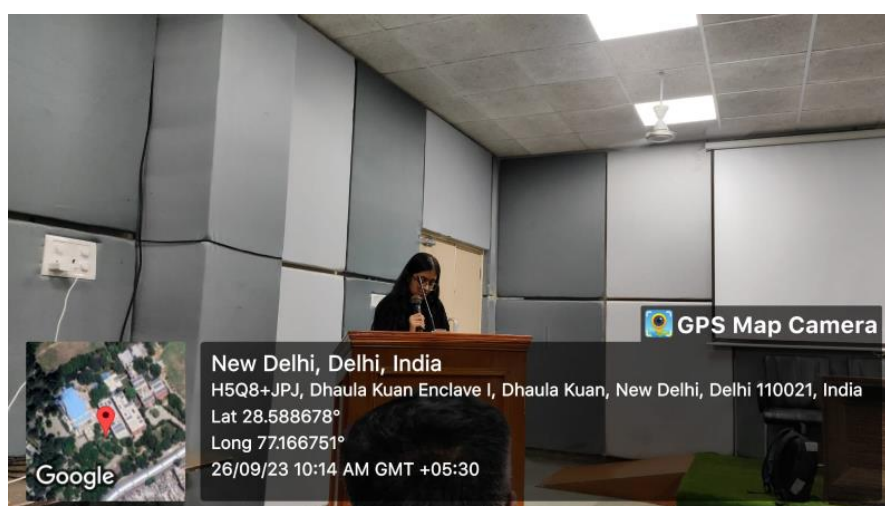 GPS Map Camera
New Delhi, Delhi, India
H5Q8+JPJ, Dhaula Kuan Enclave I, Dhaula Kuan, New Delhi, Delhi 110021, India
Lat 28.588678°
Long 77.166751°
26/09/23 10:14 AM GMT +05:30
Google